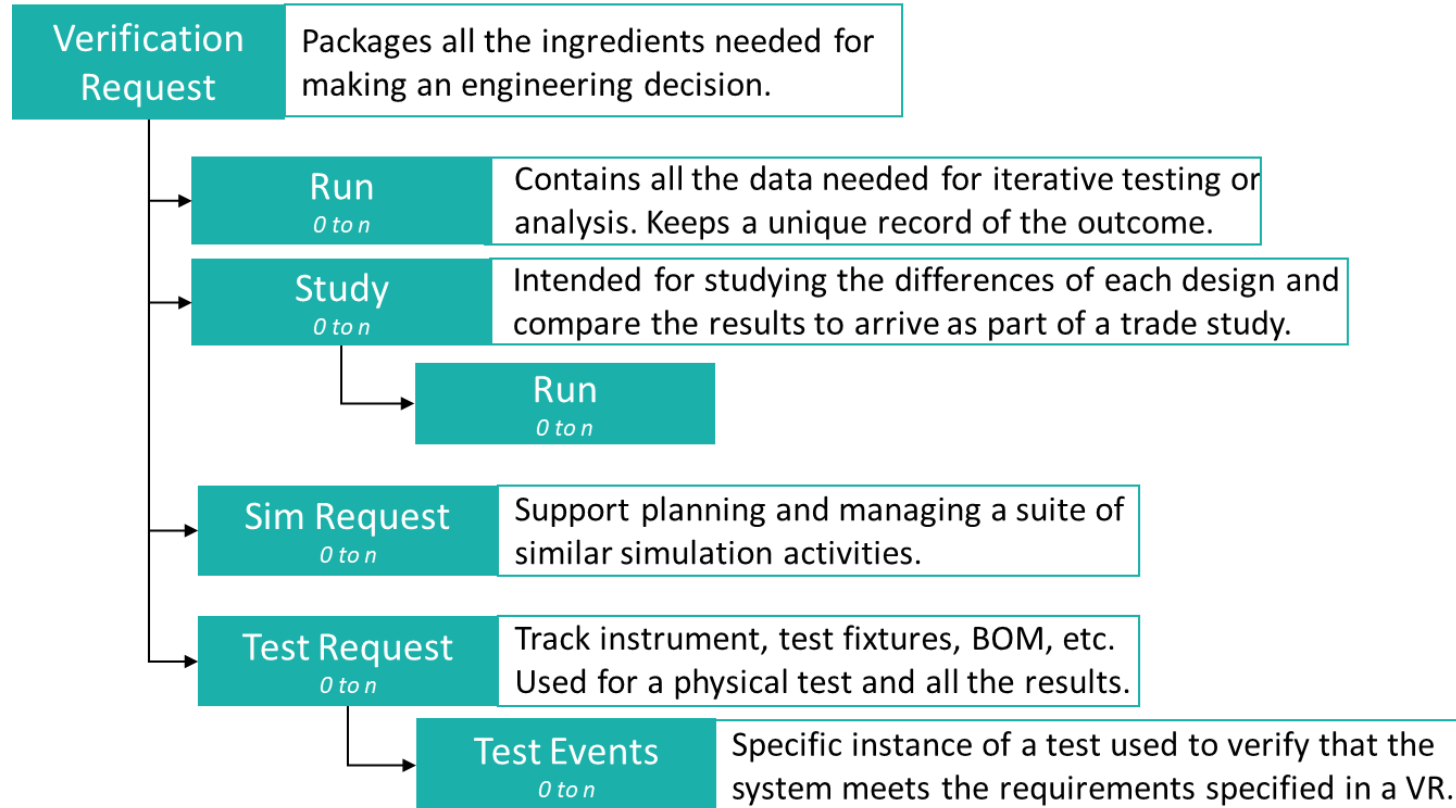 Verification
Request
Packages all the ingredients needed for
making an engineering decision.
Run
0 to n
Contains all the data needed for iterative testing or
analysis. Keeps a unique record of the outcome.
Study
0 to n
Intended for studying the differences of each design and
compare the results to arrive as part of a trade study.
Run
0 to n
Sim Request
0 to n
Support planning and managing a suite of
similar simulation activities.
Test Request
0 to n
Track instrument, test fixtures, BOM, etc.
Used for a physical test and all the results.
Test Events
0 to n
Specific instance of a test used to verify that the
system meets the requirements specified in a VR.